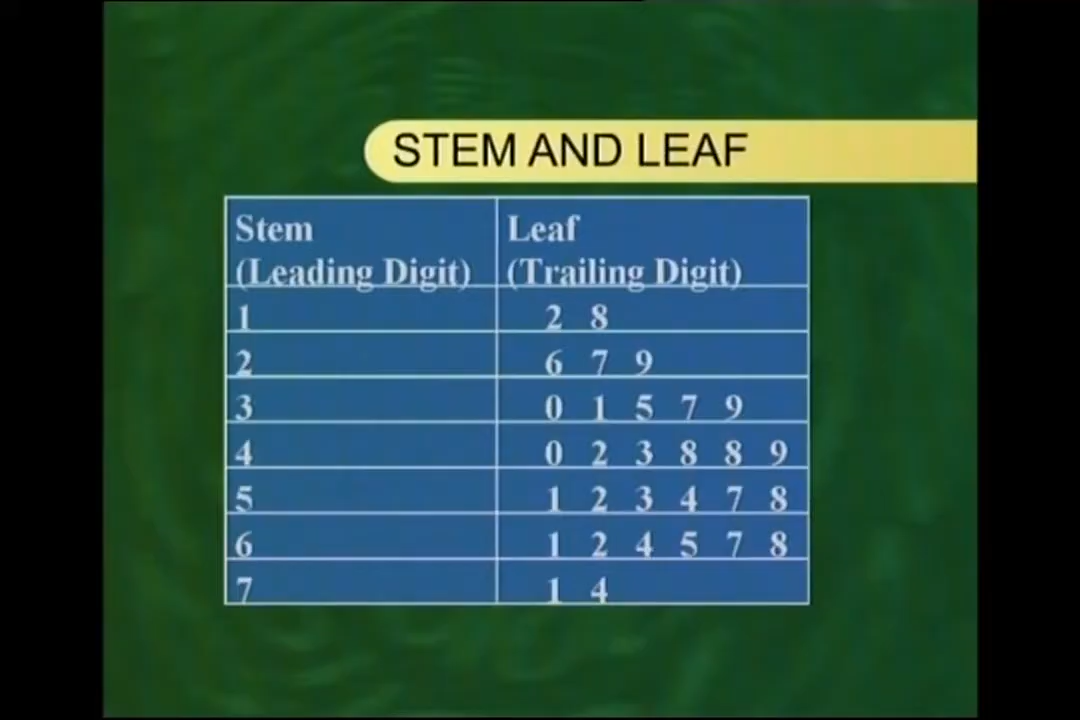 STEM AND LEAF
Stem Leaf
(Leading Digit) (Trailing Digit)
1 2 8
2 6 7 9
3 0 1 5 7 9
4 0 2 3 8 8 9
5 1 2 3 4 7 8
6 1 2 4 5 7 8
7 1 4